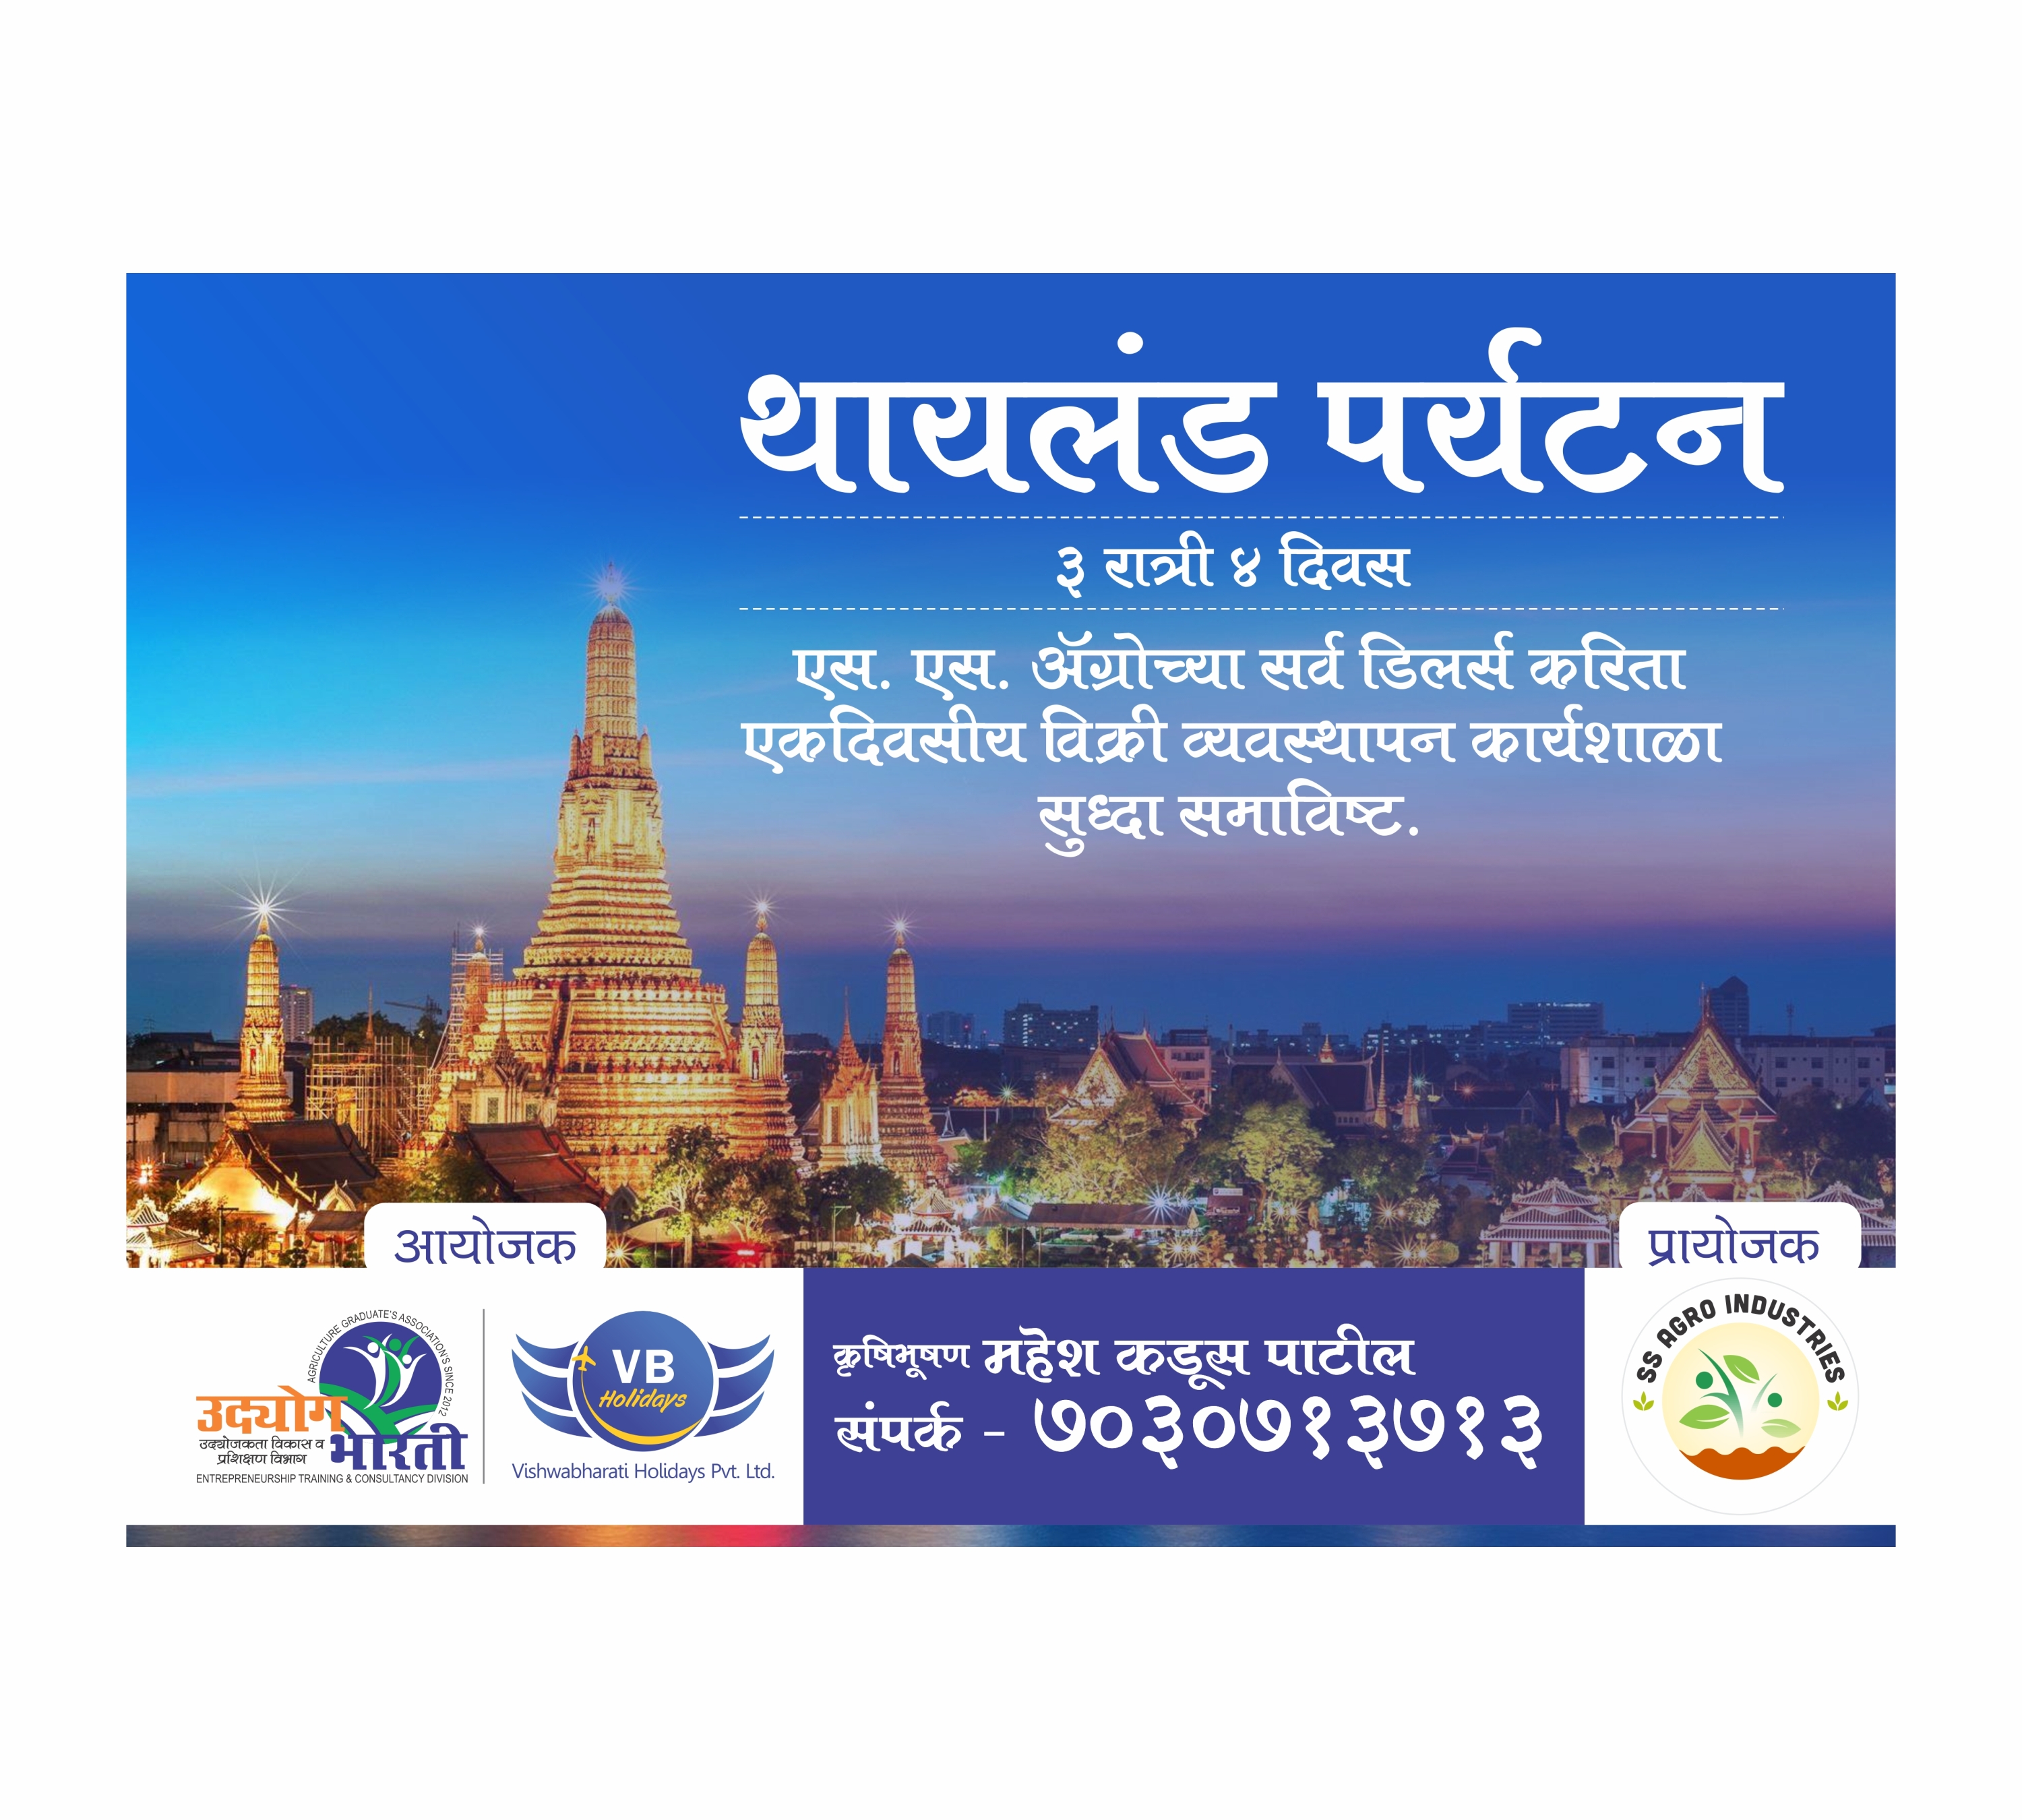 थायलंड पर्यटन
३ रात्री ४ दिवस
एस. एस. ॲग्रोच्या सर्व डिलर्स करिता
एकदिवसीय विक्री व्यवस्थापन कार्यशाळा
सुध्दा समाविष्ट.
आयोजक
प्रायोजक
AGRICULTURE GRADUATE'S ASSOCIATION'S SINCE 2012
उद्योग
भारती
उद्योजकता विकास व
प्रशिक्षण विभाग
ENTREPRENEURSHIP TRAINING & CONSULTANCY DIVISION
VB
Holidays
Vishwabharati Holidays Pvt. Ltd.
कृषिभूषण महेश कडूस पाटील
संपर्क - ७०३०७१३७१३
SS AGRO INDUSTRIES